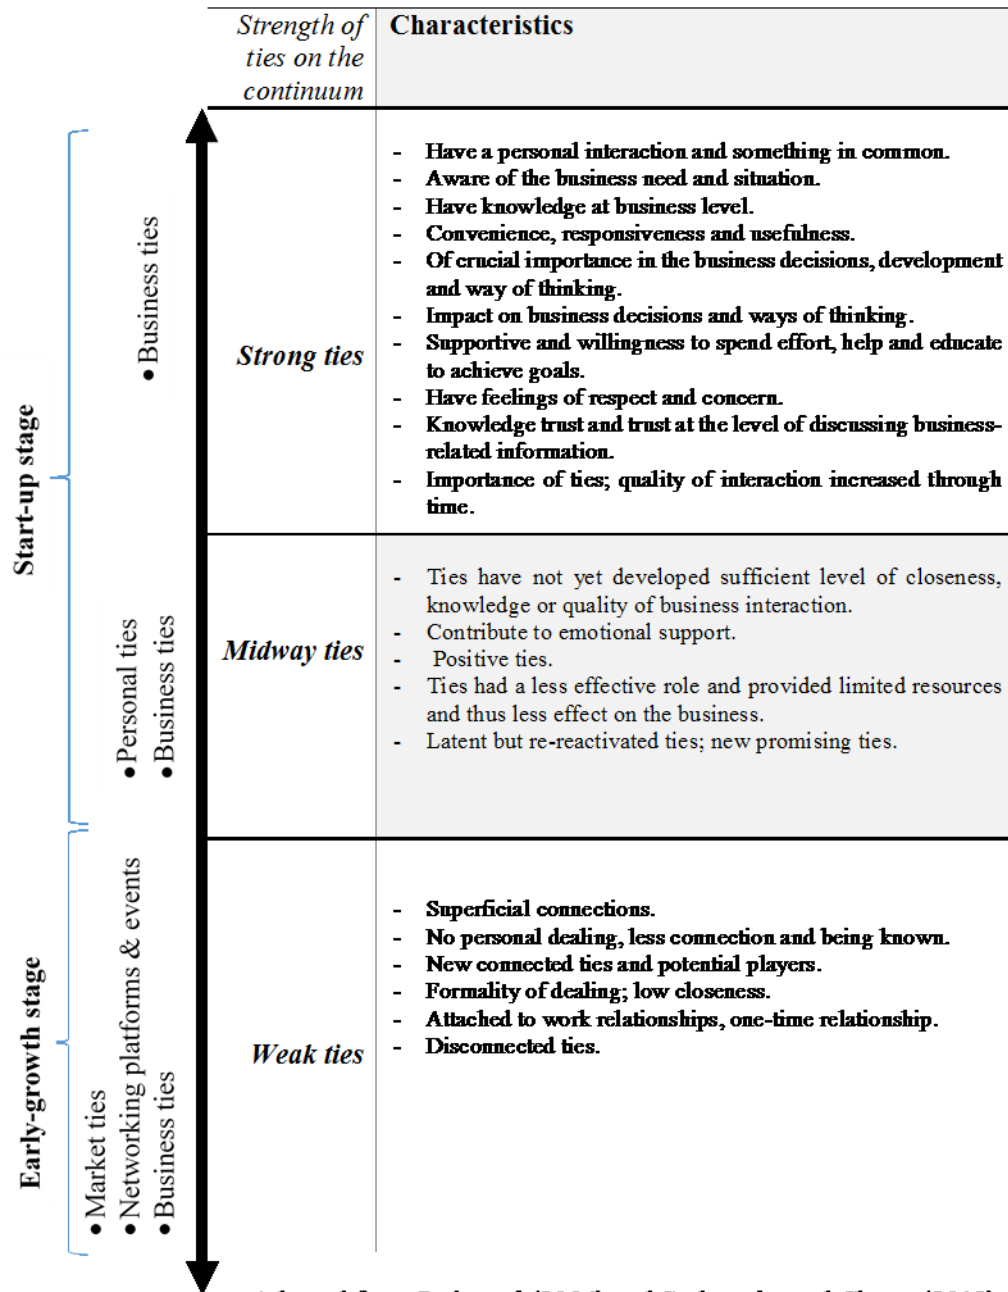 Strength of
ties on the
continuum
Characteristics
Start-up stage
• Business ties
Strong ties
- Have a personal interaction and something in common.
- Aware of the business need and situation.
- Have knowledge at business level.
- Convenience, responsiveness and usefulness.
- Of crucial importance in the business decisions, development
and way of thinking.
- Impact on business decisions and ways of thinking.
- Supportive and willingness to spend effort, help and educate
to achieve goals.
- Have feelings of respect and concern.
- Knowledge trust and trust at the level of discussing business-
related information.
- Importance of ties; quality of interaction increased through
time.
• Personal ties
• Business ties
Midway ties
- Ties have not yet developed sufficient level of closeness,
knowledge or quality of business interaction.
- Contribute to emotional support.
- Positive ties.
- Ties had a less effective role and provided limited resources
and thus less effect on the business.
- Latent but re-reactivated ties; new promising ties.
Early-growth stage
• Market ties
• Networking platforms & events
• Business ties
Weak ties
- Superficial connections.
- No personal dealing, less connection and being known.
- New connected ties and potential players.
- Formality of dealing; low closeness.
- Attached to work relationships, one-time relationship.
- Disconnected ties.